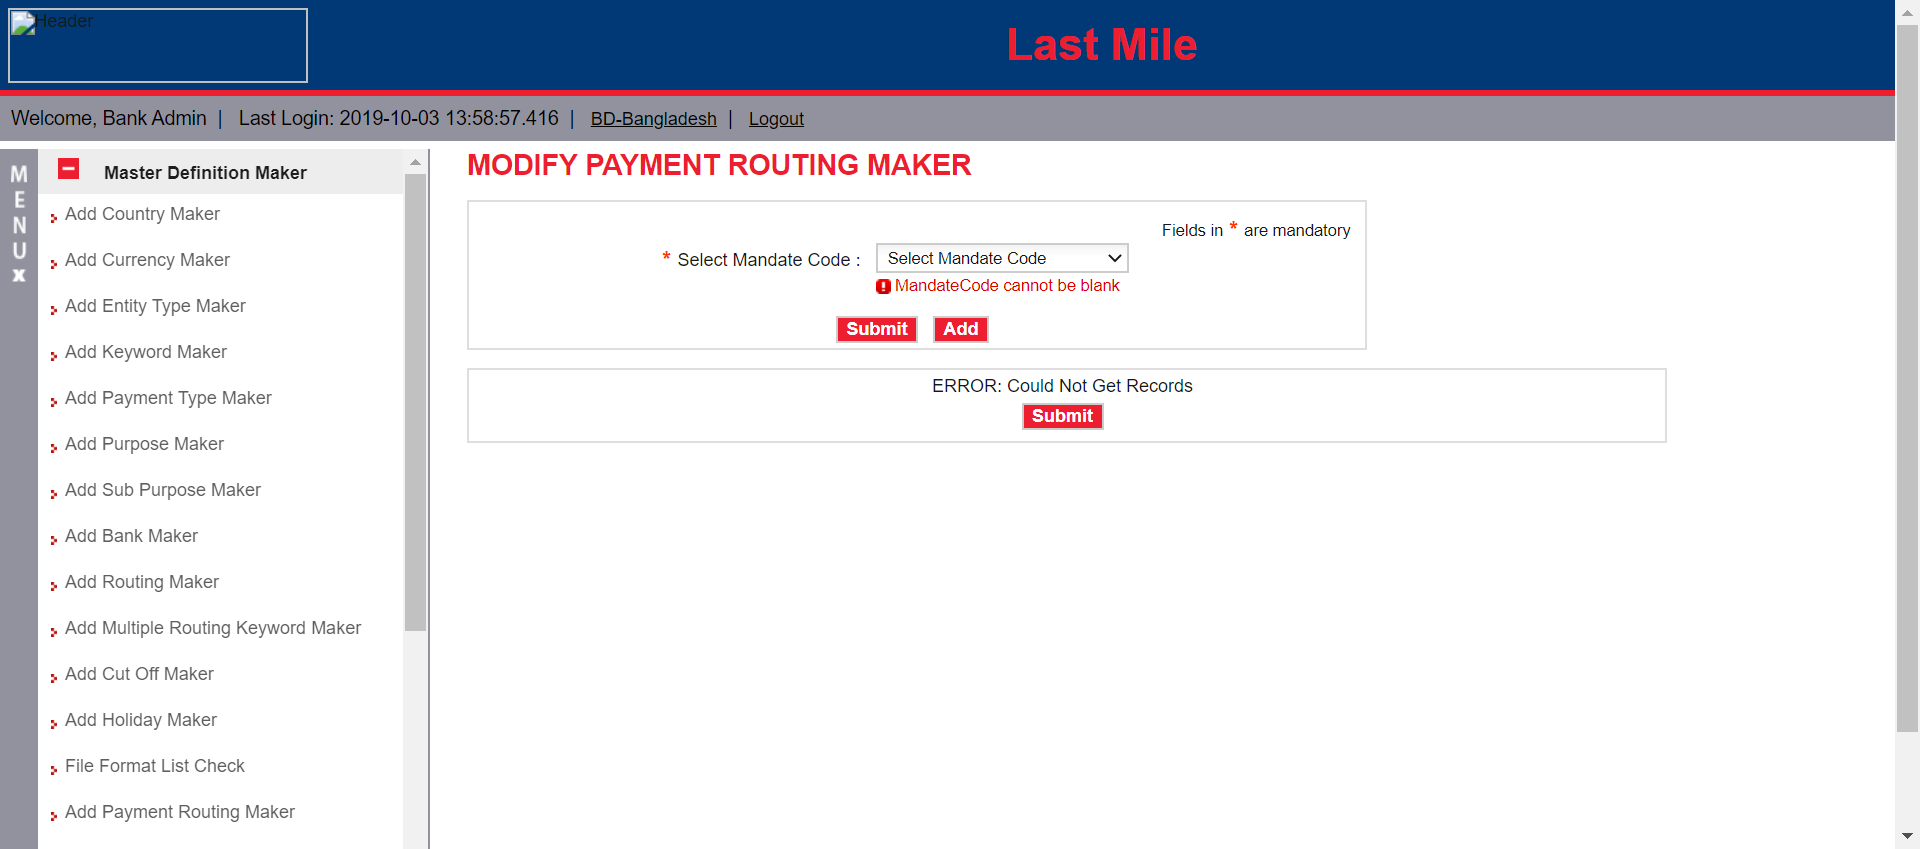 Header
Last Mile
Welcome, Bank Admin | Last Login: 2019-10-03 13:58:57.416 | BD-Bangladesh | Logout
MENU x
Master Definition Maker
Add Country Maker
Add Currency Maker
Add Entity Type Maker
Add Keyword Maker
Add Payment Type Maker
Add Purpose Maker
Add Sub Purpose Maker
Add Bank Maker
Add Routing Maker
Add Multiple Routing Keyword Maker
Add Cut Off Maker
Add Holiday Maker
File Format List Check
Add Payment Routing Maker
MODIFY PAYMENT ROUTING MAKER
Fields in * are mandatory
* Select Mandate Code : Select Mandate Code
MandateCode cannot be blank
Submit Add
ERROR: Could Not Get Records
Submit